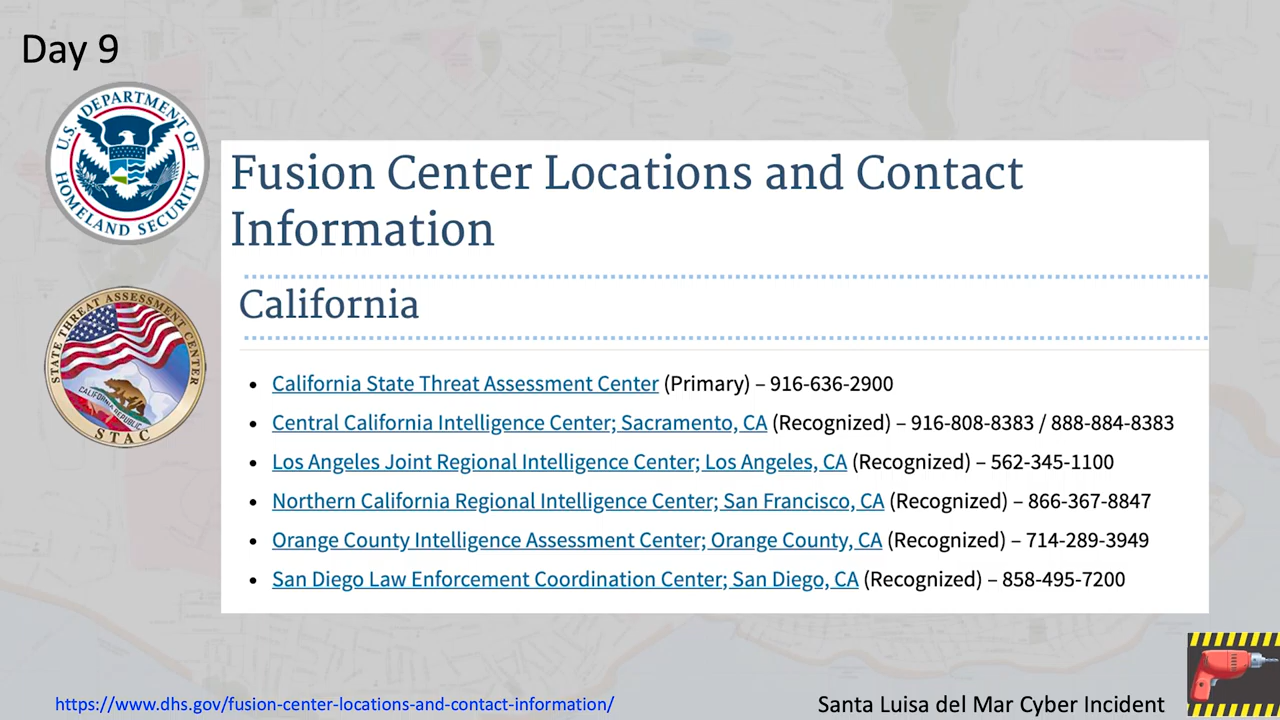 Day 9
U.S. DEPARTMENT OF
HOMELAND SECURITY
Fusion Center Locations and Contact
Information
California
STATE THREAT ASSESSMENT CENTER
CALIFORNIA REPUBLIC
STAC
• California State Threat Assessment Center (Primary) – 916-636-2900
• Central California Intelligence Center; Sacramento, CA (Recognized) – 916-808-8383 / 888-884-8383
• Los Angeles Joint Regional Intelligence Center; Los Angeles, CA (Recognized) – 562-345-1100
• Northern California Regional Intelligence Center; San Francisco, CA (Recognized) – 866-367-8847
• Orange County Intelligence Assessment Center; Orange County, CA (Recognized) – 714-289-3949
• San Diego Law Enforcement Coordination Center; San Diego, CA (Recognized) – 858-495-7200
https://www.dhs.gov/fusion-center-locations-and-contact-information/
Santa Luisa del Mar Cyber Incident